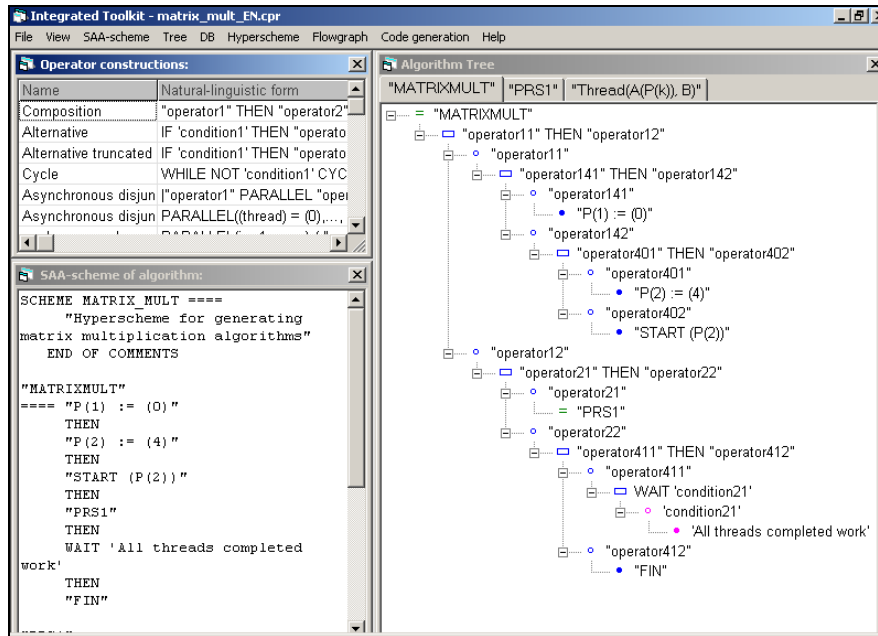 Integrated Toolkit - matrix_mult_EN.cpr
File View SAA-scheme Tree DB Hyperscheme Flowgraph Code generation Help
Operator constructions:
Name Natural-linguistic form
Composition "operator1" THEN "operator2"
Alternative IF 'condition1' THEN "operato
Alternative truncated IF 'condition1' THEN "operato
Cycle WHILE NOT 'condition1' CYC
Asynchronous disjun |"operator1" PARALLEL "oper
Asynchronous disjun PARALLEL((thread) = (0),...,
SAA-scheme of algorithm:
SCHEME MATRIX_MULT ====
"Hyperscheme for generating
matrix multiplication algorithms"
END OF COMMENTS
"MATRIXMULT"
==== "P(1) := (0)"
THEN
"P(2) := (4)"
THEN
"START (P(2))"
THEN
"PRS1"
THEN
WAIT 'All threads completed
work'
THEN
"FIN"
Algorithm Tree
"MATRIXMULT" "PRS1" "Thread(A(P(k)), B)"
= "MATRIXMULT"
"operator11" THEN "operator12"
"operator11"
"operator141" THEN "operator142"
"operator141"
"P(1) := (0)"
"operator142"
"operator401" THEN "operator402"
"operator401"
"P(2) := (4)"
"operator402"
"START (P(2))"
"operator12"
"operator21" THEN "operator22"
"operator21"
= "PRS1"
"operator22"
"operator411" THEN "operator412"
"operator411"
WAIT 'condition21'
'condition21'
'All threads completed work'
"operator412"
"FIN"